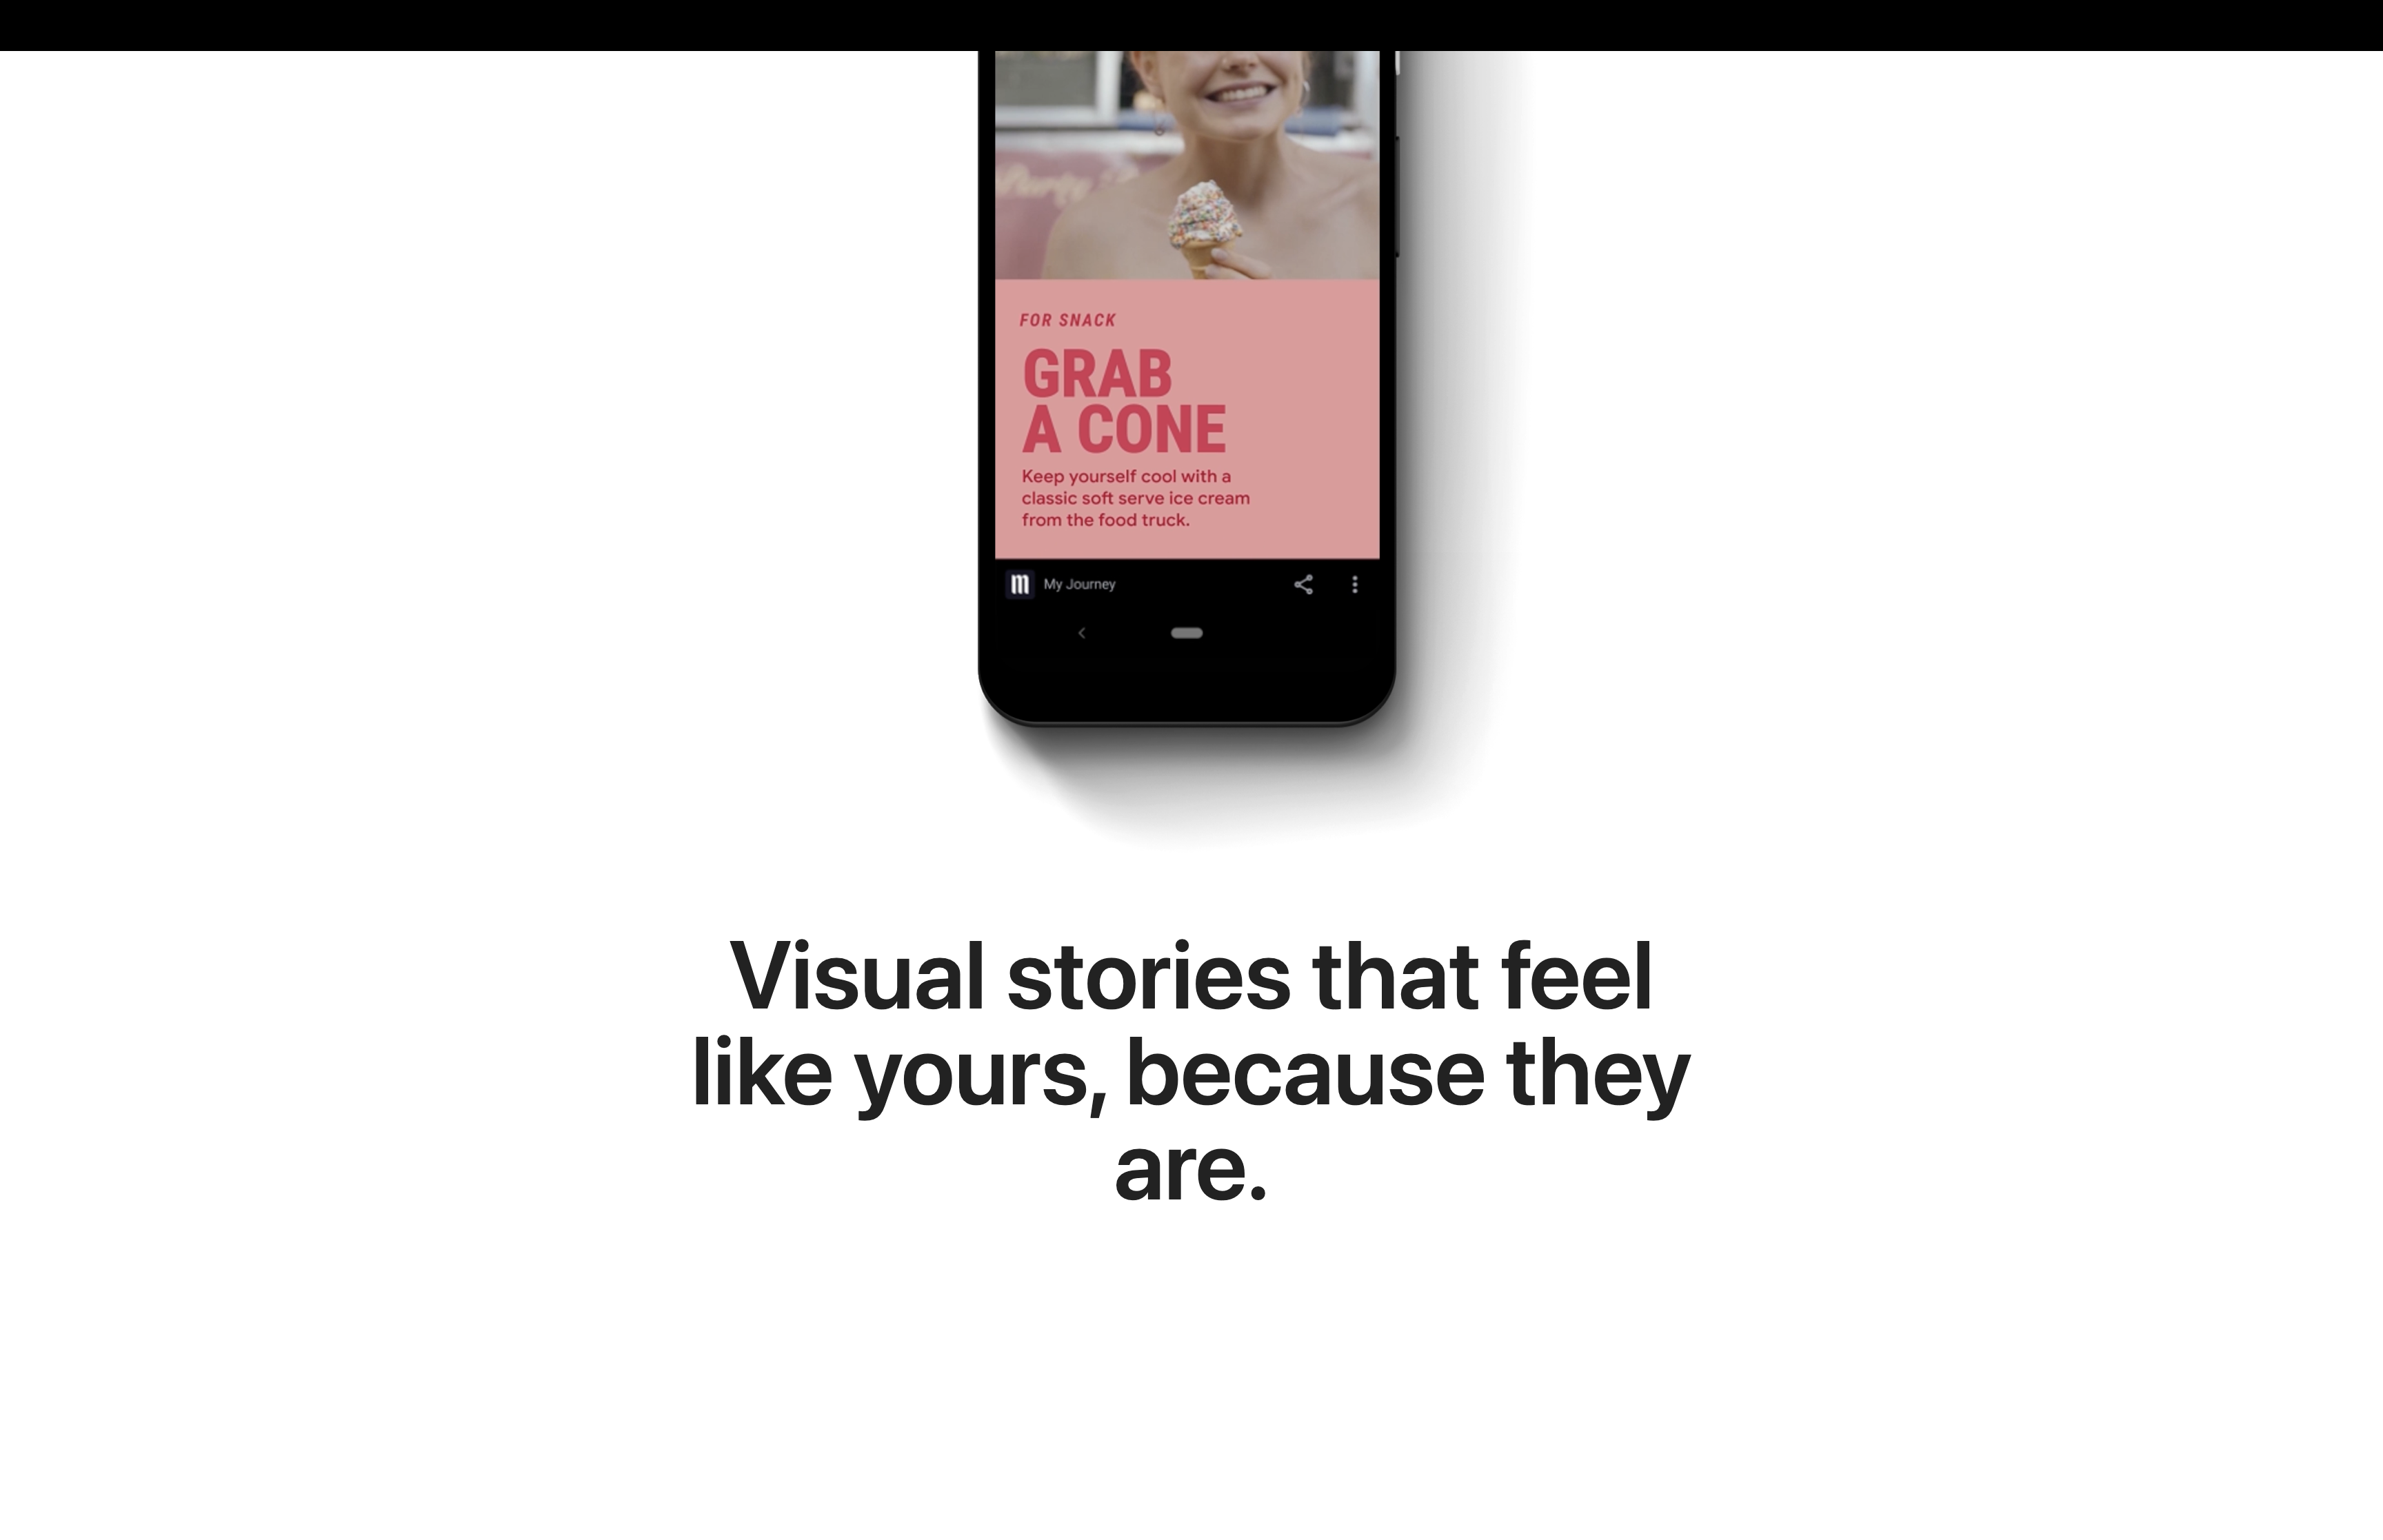 Party
FOR SNACK
GRAB
A CONE
Keep yourself cool with a
classic soft serve ice cream
from the food truck.
m My Journey
Visual stories that feel
like yours, because they
are.